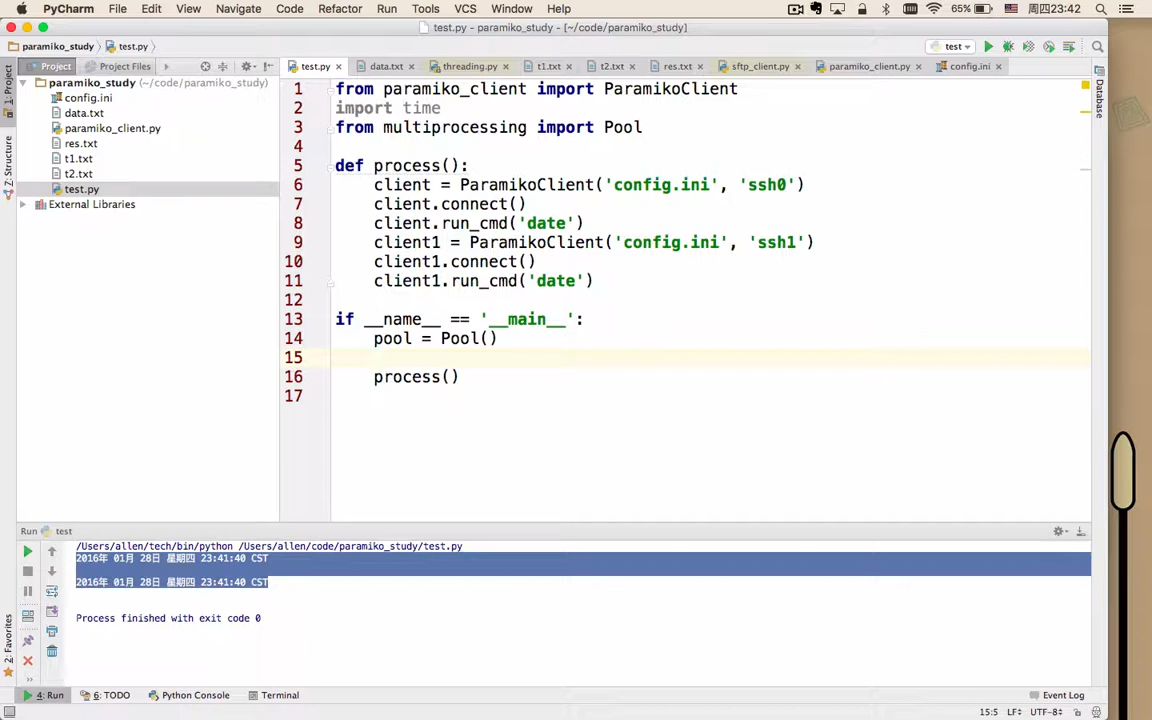 PyCharm File Edit View Navigate Code Refactor Run Tools VCS Window Help 65% 周四23:42
test.py - paramiko_study - [~/code/paramiko_study]
paramiko_study test.py test
Project Project Files
test.py data.txt threading.py t1.txt t2.txt res.txt sftp_client.py paramiko_client.py config.ini
1: Project
Z: Structure
2: Favorites
Database
paramiko_study (~/code/paramiko_study)
config.ini
data.txt
paramiko_client.py
res.txt
t1.txt
t2.txt
test.py
External Libraries
1 from paramiko_client import ParamikoClient
2 import time
3 from multiprocessing import Pool
4
5 def process():
6 client = ParamikoClient('config.ini', 'ssh0')
7 client.connect()
8 client.run_cmd('date')
9 client1 = ParamikoClient('config.ini', 'ssh1')
10 client1.connect()
11 client1.run_cmd('date')
12
13 if __name__ == '__main__':
14 pool = Pool()
15
16 process()
17
Run test
/Users/allen/tech/bin/python /Users/allen/code/paramiko_study/test.py
2016年 01月 28日 星期四 23:41:40 CST
2016年 01月 28日 星期四 23:41:40 CST
Process finished with exit code 0
4: Run 6: TODO Python Console Terminal Event Log
15:5 LF UTF-8